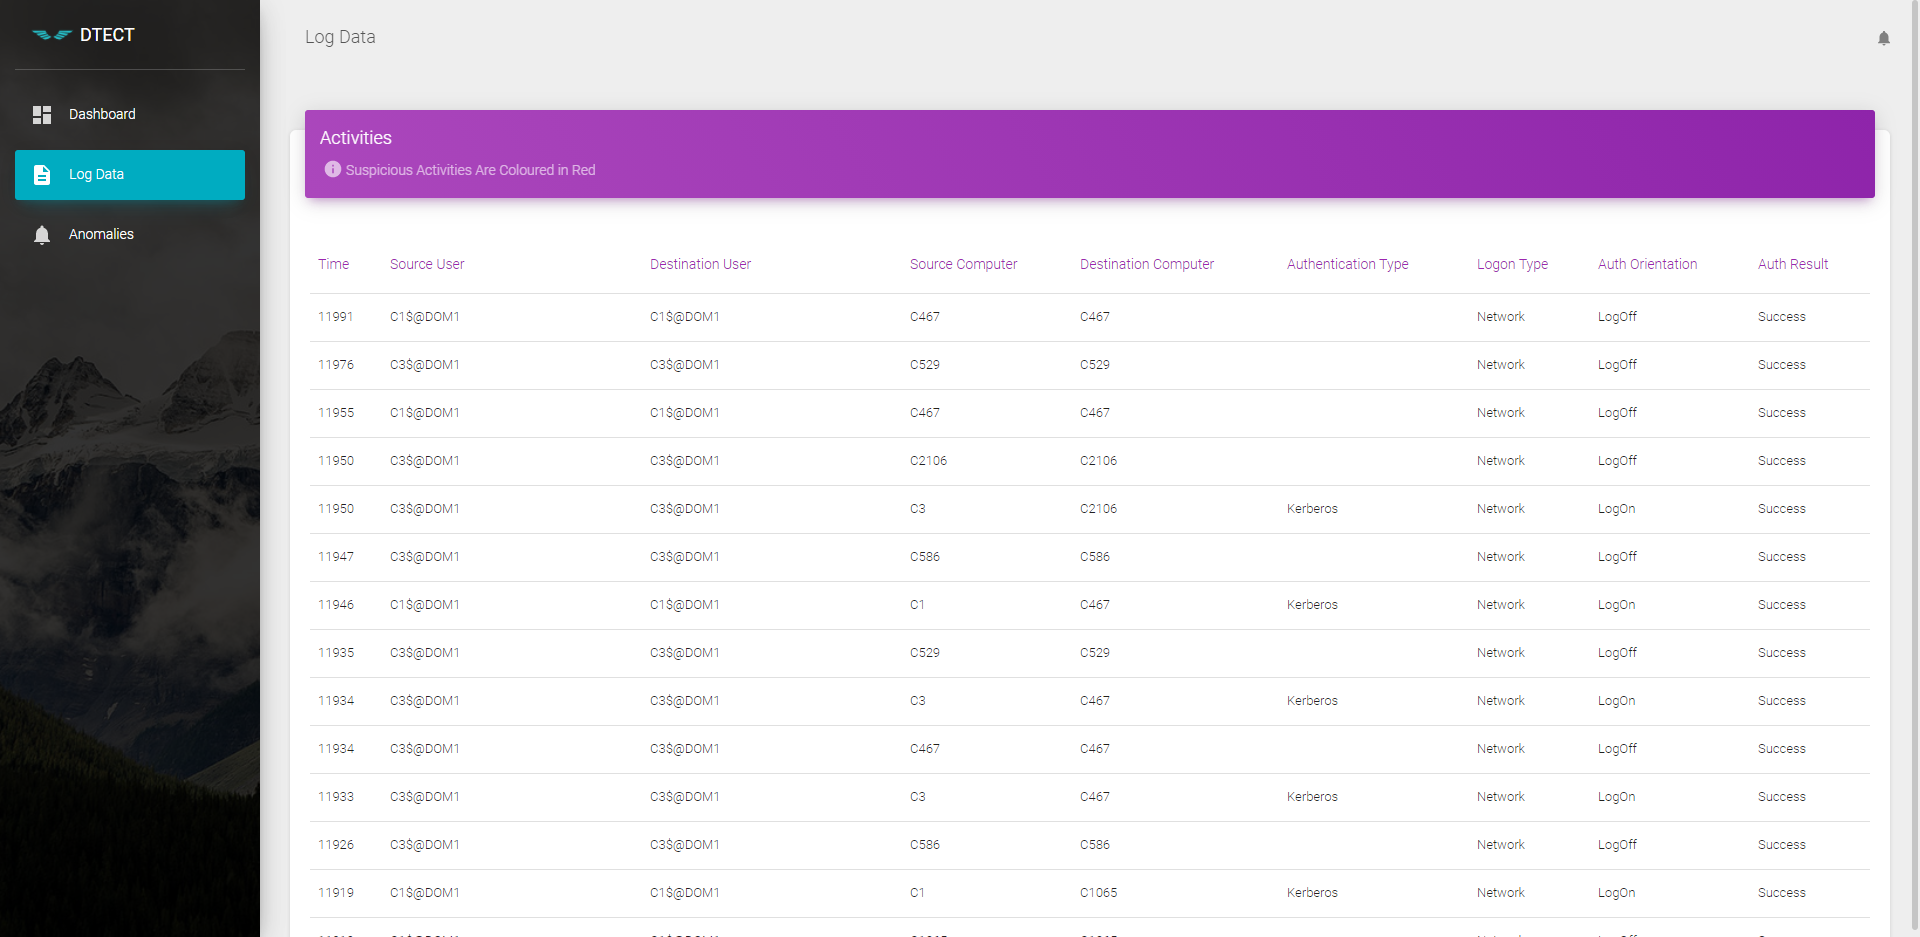 DTECT
Dashboard
Log Data
Anomalies
Log Data
Activities
Suspicious Activities Are Coloured in Red
Time Source User Destination User Source Computer Destination Computer Authentication Type Logon Type Auth Orientation Auth Result
11991 C1$@DOM1 C1$@DOM1 C467 C467 Network LogOff Success
11976 C3$@DOM1 C3$@DOM1 C529 C529 Network LogOff Success
11955 C1$@DOM1 C1$@DOM1 C467 C467 Network LogOff Success
11950 C3$@DOM1 C3$@DOM1 C2106 C2106 Network LogOff Success
11950 C3$@DOM1 C3$@DOM1 C3 C2106 Kerberos Network LogOn Success
11947 C3$@DOM1 C3$@DOM1 C586 C586 Network LogOff Success
11946 C1$@DOM1 C1$@DOM1 C1 C467 Kerberos Network LogOn Success
11935 C3$@DOM1 C3$@DOM1 C529 C529 Network LogOff Success
11934 C3$@DOM1 C3$@DOM1 C3 C467 Kerberos Network LogOn Success
11934 C3$@DOM1 C3$@DOM1 C467 C467 Network LogOff Success
11933 C3$@DOM1 C3$@DOM1 C3 C467 Kerberos Network LogOn Success
11926 C3$@DOM1 C3$@DOM1 C586 C586 Network LogOff Success
11919 C1$@DOM1 C1$@DOM1 C1 C1065 Kerberos Network LogOn Success